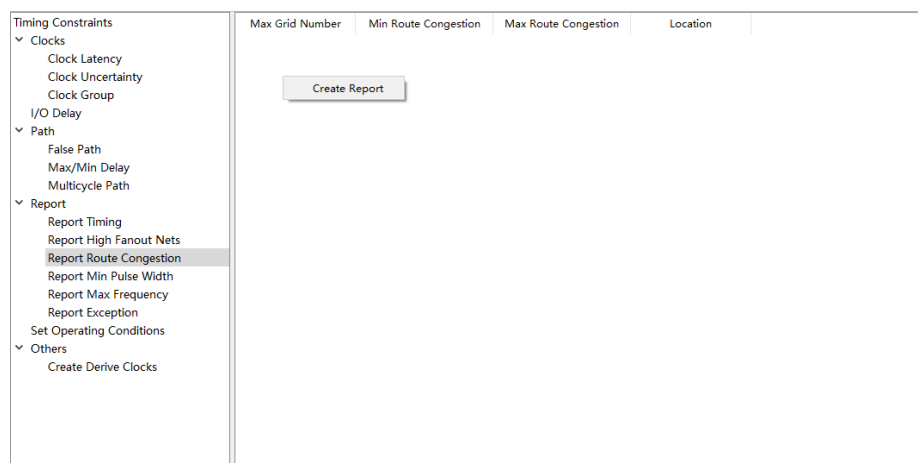 Timing Constraints
Clocks
Clock Latency
Clock Uncertainty
Clock Group
I/O Delay
Path
False Path
Max/Min Delay
Multicycle Path
Report
Report Timing
Report High Fanout Nets
Report Route Congestion
Report Min Pulse Width
Report Max Frequency
Report Exception
Set Operating Conditions
Others
Create Derive Clocks
Max Grid Number Min Route Congestion Max Route Congestion Location
Create Report